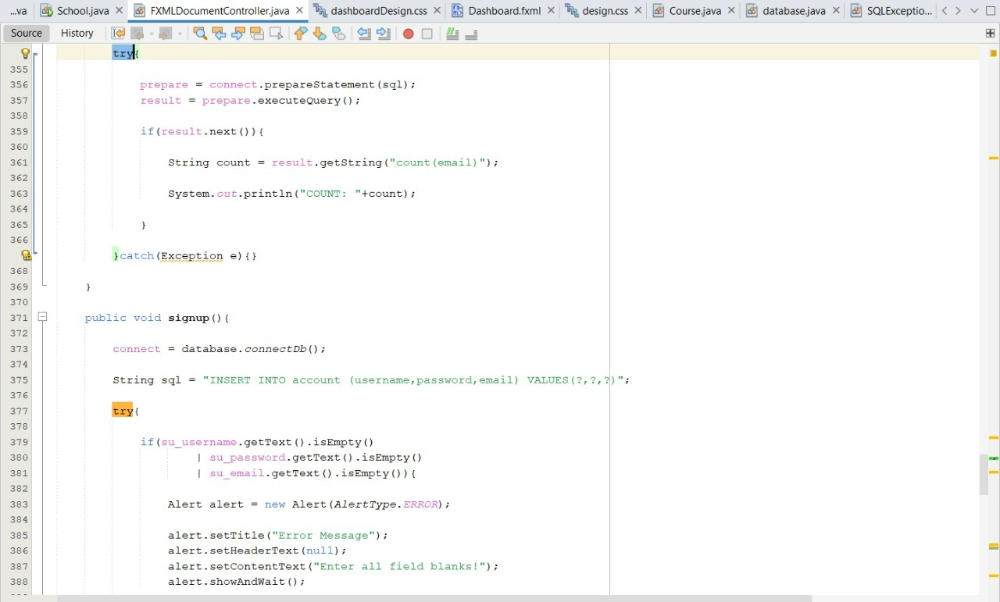 ...va School.java FXMLDocumentController.java dashboardDesign.css Dashboard.fxml design.css Course.java database.java SQLExceptio...
Source History
try{
355
356 prepare = connect.prepareStatement(sql);
357 result = prepare.executeQuery();
358
359 if(result.next()){
360
361 String count = result.getString("count(email)");
362
363 System.out.println("COUNT: "+count);
364
365 }
366
}catch(Exception e){}
368
369 }
370
371 public void signup(){
372
373 connect = database.connectDb();
374
375 String sql = "INSERT INTO account (username,password,email) VALUES(?,?,?)";
376
377 try{
378
379 if(su_username.getText().isEmpty()
380 | su_password.getText().isEmpty()
381 | su_email.getText().isEmpty()){
382
383 Alert alert = new Alert(AlertType.ERROR);
384
385 alert.setTitle("Error Message");
386 alert.setHeaderText(null);
387 alert.setContentText("Enter all field blanks!");
388 alert.showAndWait();